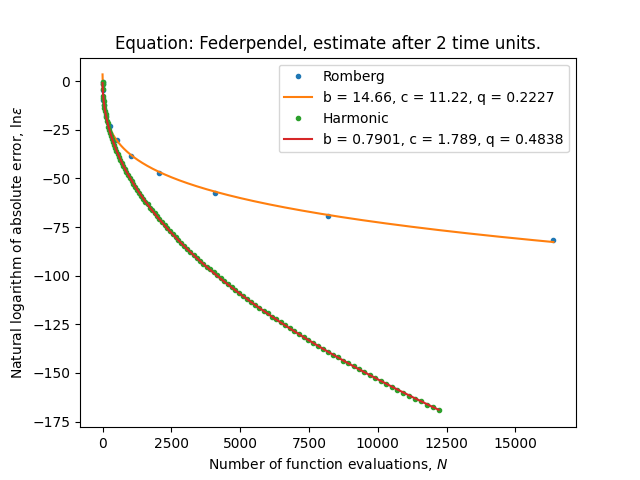 Equation: Federpendel, estimate after 2 time units.
Natural logarithm of absolute error, lnε
0
−25
−50
−75
−100
−125
−150
−175
Romberg
b = 14.66, c = 11.22, q = 0.2227
Harmonic
b = 0.7901, c = 1.789, q = 0.4838
0 2500 5000 7500 10000 12500 15000
Number of function evaluations, N